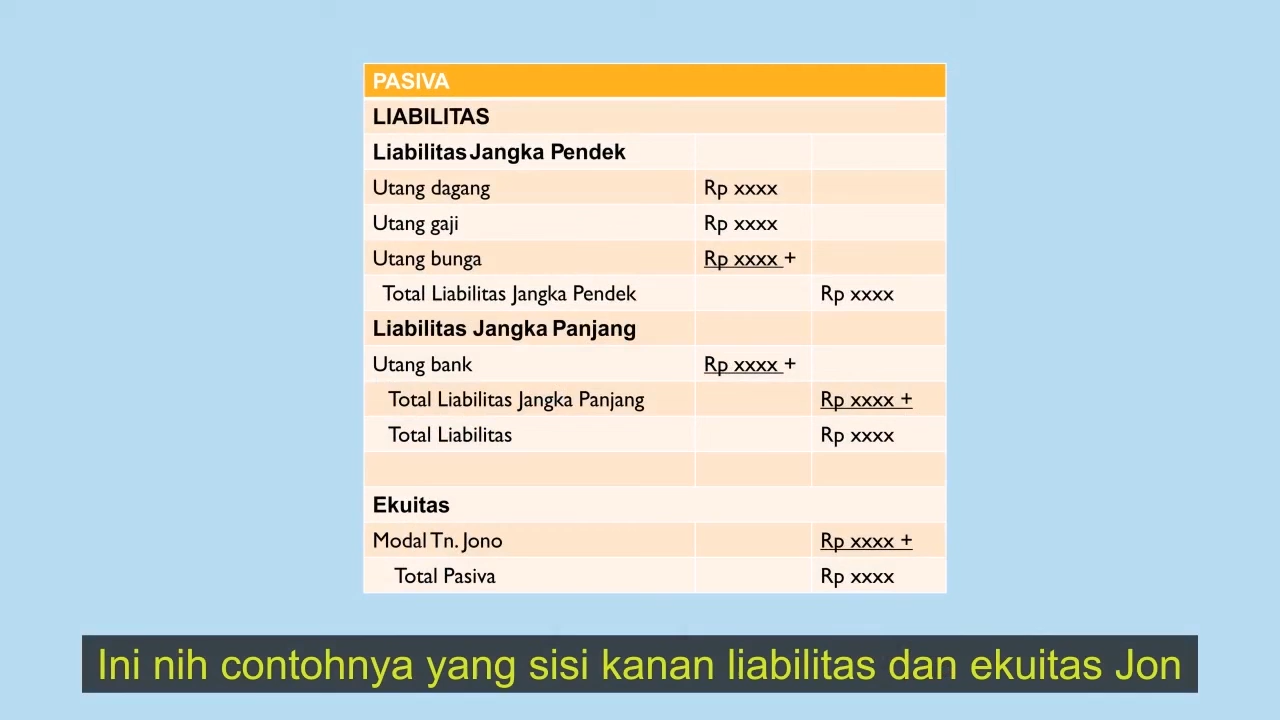 PASIVA
LIABILITAS
Liabilitas Jangka Pendek
Utang dagang Rp xxxx
Utang gaji Rp xxxx
Utang bunga Rp xxxx +
Total Liabilitas Jangka Pendek Rp xxxx
Liabilitas Jangka Panjang
Utang bank Rp xxxx +
Total Liabilitas Jangka Panjang Rp xxxx +
Total Liabilitas Rp xxxx
Ekuitas
Modal Tn. Jono Rp xxxx +
Total Pasiva Rp xxxx
Ini nih contohnya yang sisi kanan liabilitas dan ekuitas Jon